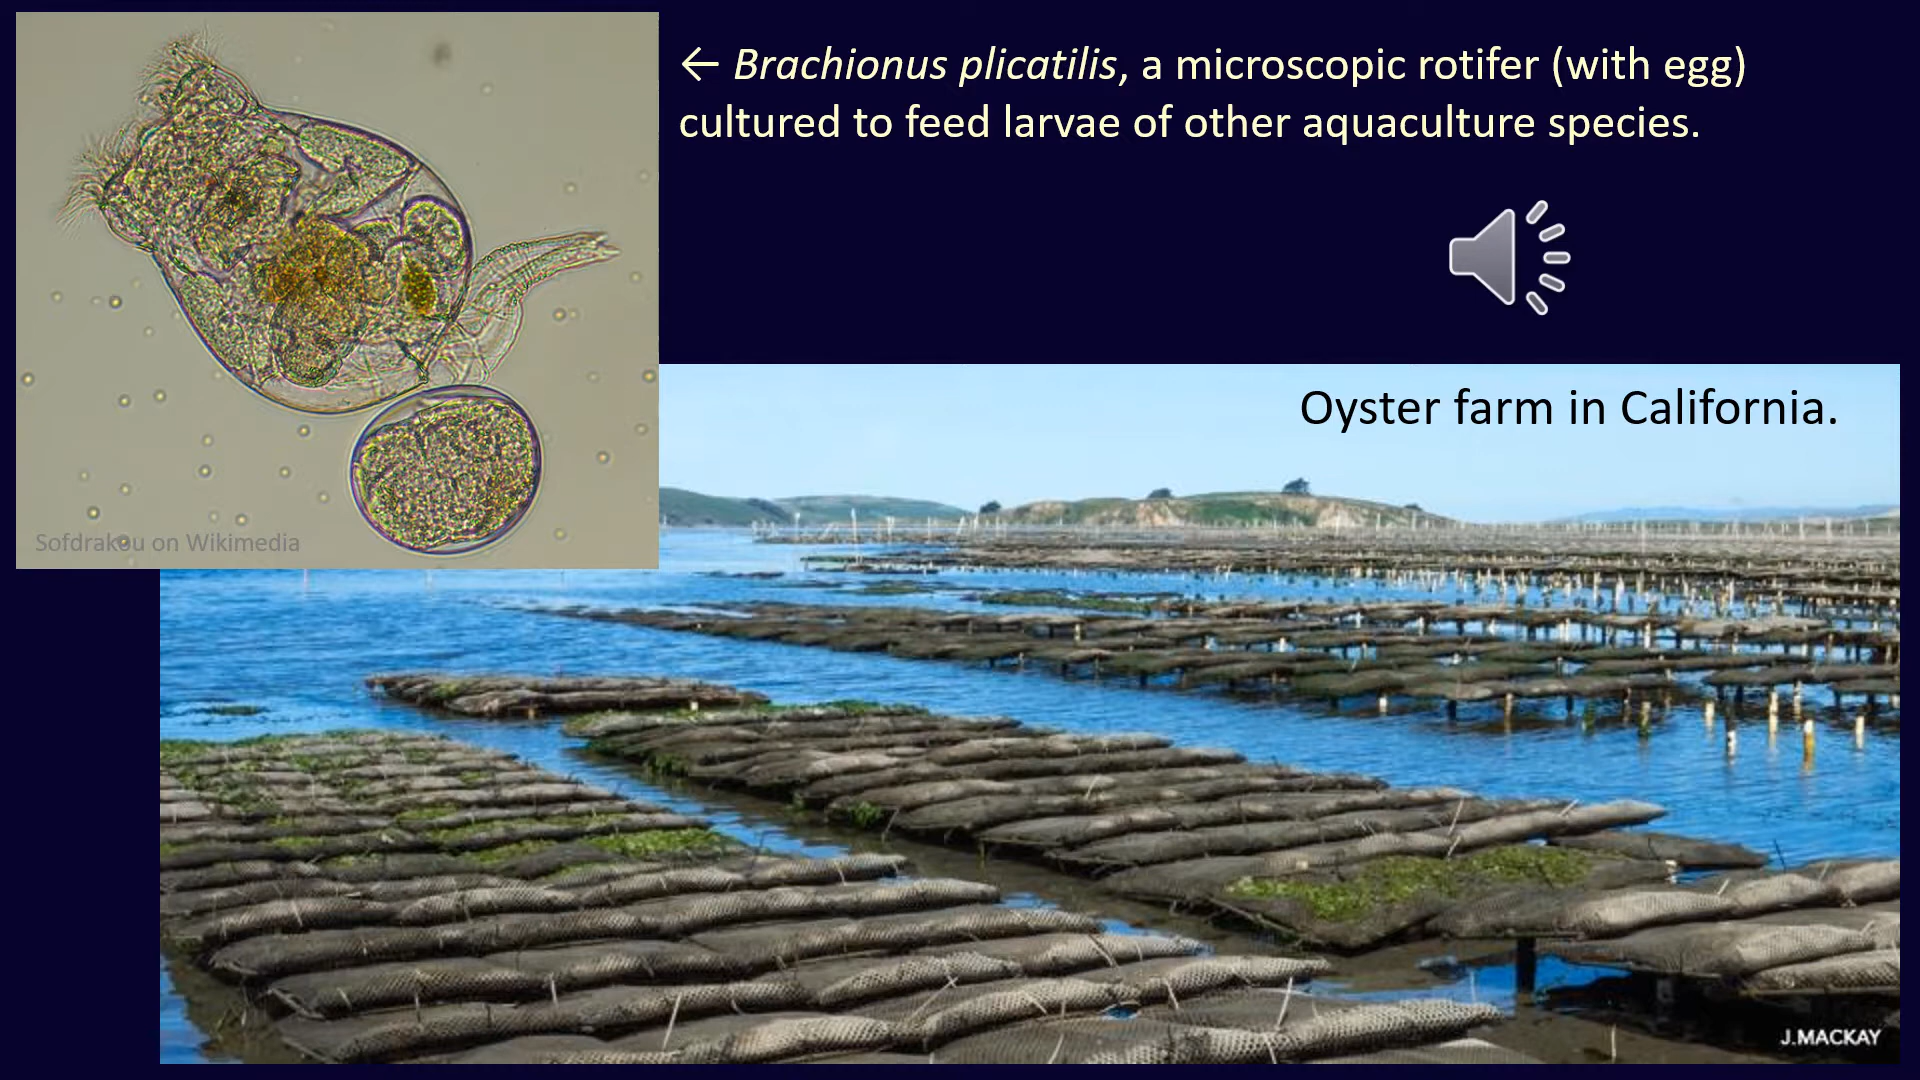 ← Brachionus plicatilis, a microscopic rotifer (with egg)
cultured to feed larvae of other aquaculture species.
Oyster farm in California.
Sofdrakou on Wikimedia
J.MACKAY